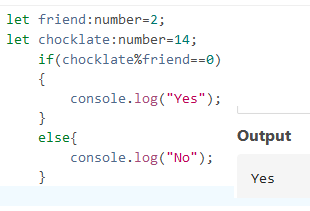 let friend:number=2;
let chocklate:number=14;
if(chocklate%friend==0)
{
console.log("Yes");
}
else{
console.log("No");
}
Output
Yes